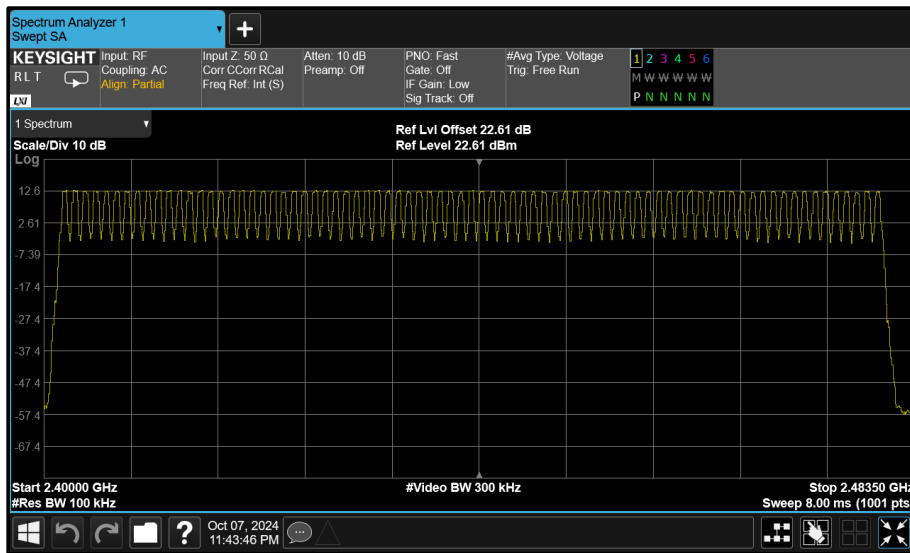 Spectrum Analyzer 1
Swept SA
+
KEYSIGHT
RLT
LXI
Input: RF
Coupling: AC
Align: Partial
Input Z: 50 Ω
Corr CCorr RCal
Freq Ref: Int (S)
Atten: 10 dB
Preamp: Off
PNO: Fast
Gate: Off
IF Gain: Low
Sig Track: Off
#Avg Type: Voltage
Trig: Free Run
1 2 3 4 5 6
M W W W W W
P N N N N N
1 Spectrum
Scale/Div 10 dB
Ref Lvl Offset 22.61 dB
Ref Level 22.61 dBm
Log
12.6
2.61
-7.39
-17.4
-27.4
-37.4
-47.4
-57.4
-67.4
Start 2.40000 GHz
#Res BW 100 kHz
#Video BW 300 kHz
Stop 2.48350 GHz
Sweep 8.00 ms (1001 pts
?
Oct 07, 2024
11:43:46 PM